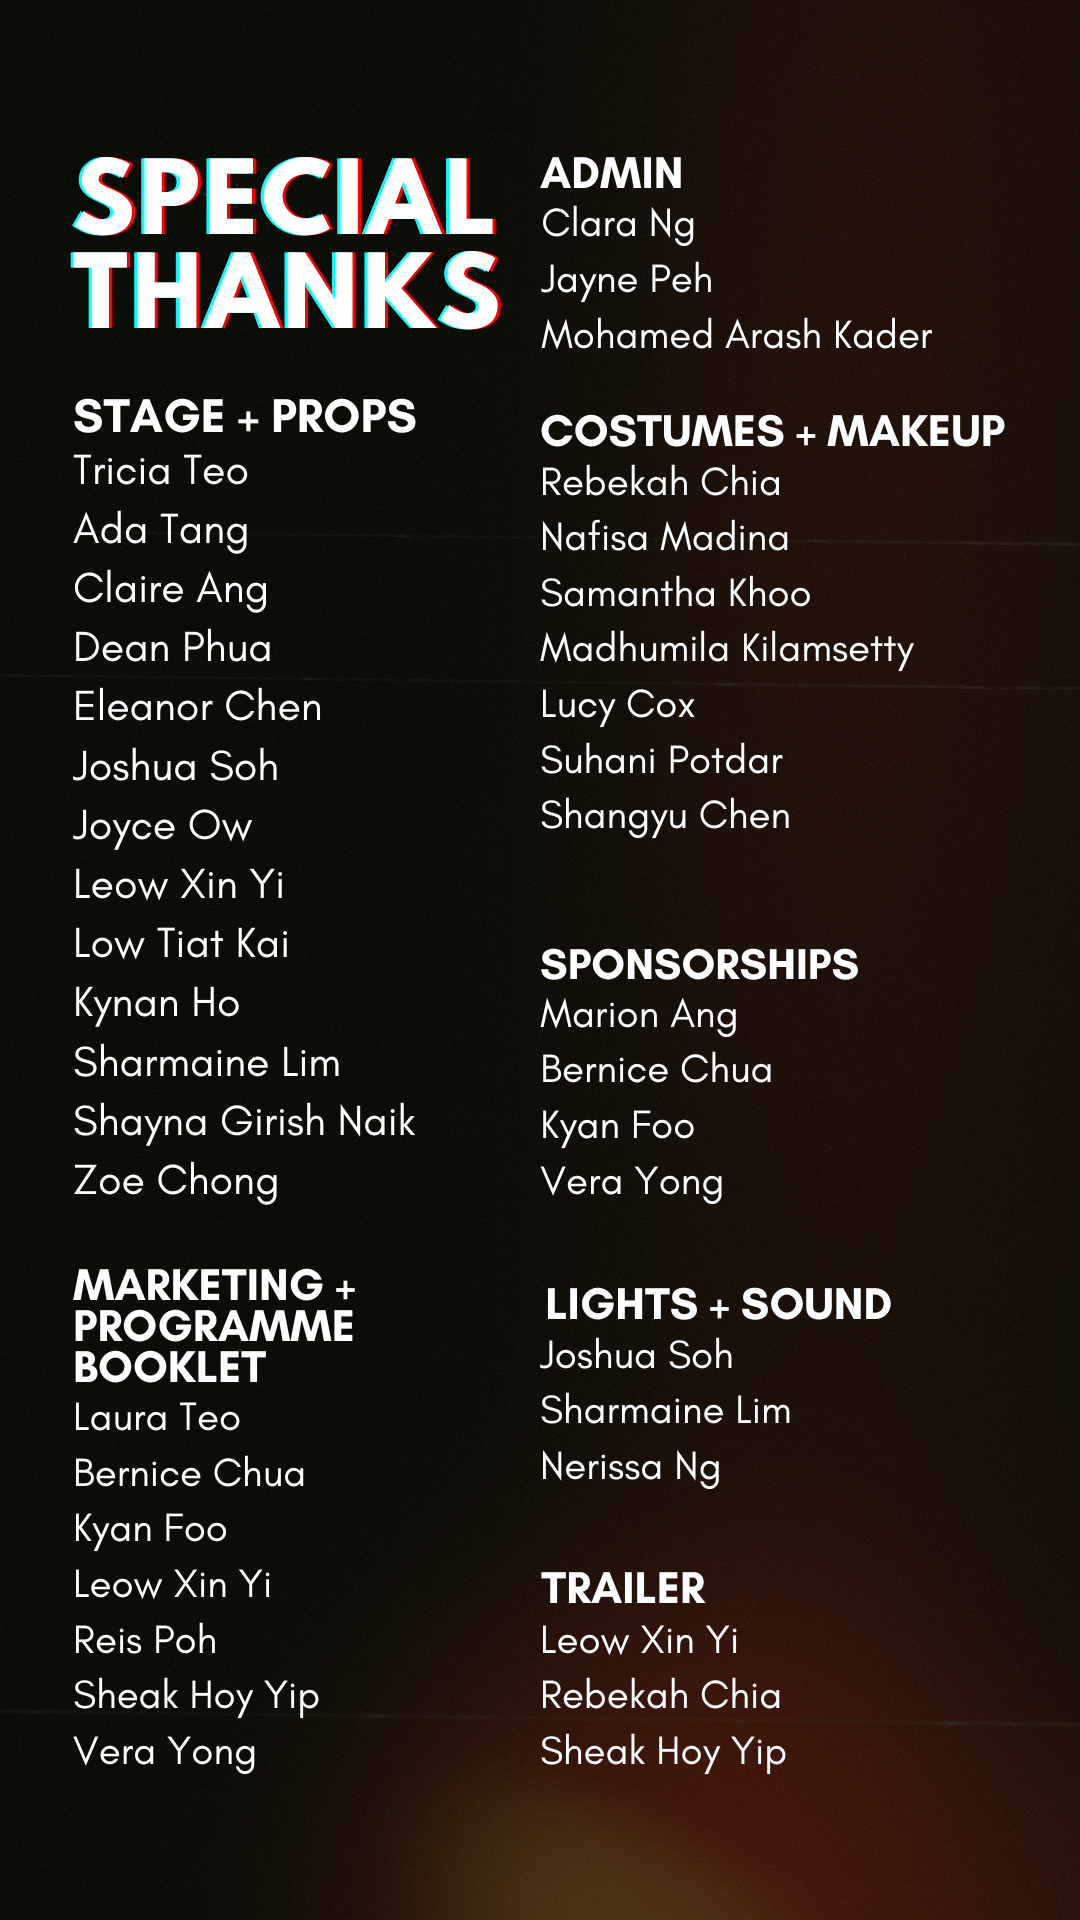 SPECIAL
THANKS
STAGE + PROPS
Tricia Teo
Ada Tang
Claire Ang
Dean Phua
Eleanor Chen
Joshua Soh
Joyce Ow
Leow Xin Yi
Low Tiat Kai
Kynan Ho
Sharmaine Lim
Shayna Girish Naik
Zoe Chong
MARKETING +
PROGRAMME
BOOKLET
Laura Teo
Bernice Chua
Kyan Foo
Leow Xin Yi
Reis Poh
Sheak Hoy Yip
Vera Yong
ADMIN
Clara Ng
Jayne Peh
Mohamed Arash Kader
COSTUMES + MAKEUP
Rebekah Chia
Nafisa Madina
Samantha Khoo
Madhumila Kilamsetty
Lucy Cox
Suhani Potdar
Shangyu Chen
SPONSORSHIPS
Marion Ang
Bernice Chua
Kyan Foo
Vera Yong
LIGHTS + SOUND
Joshua Soh
Sharmaine Lim
Nerissa Ng
TRAILER
Leow Xin Yi
Rebekah Chia
Sheak Hoy Yip